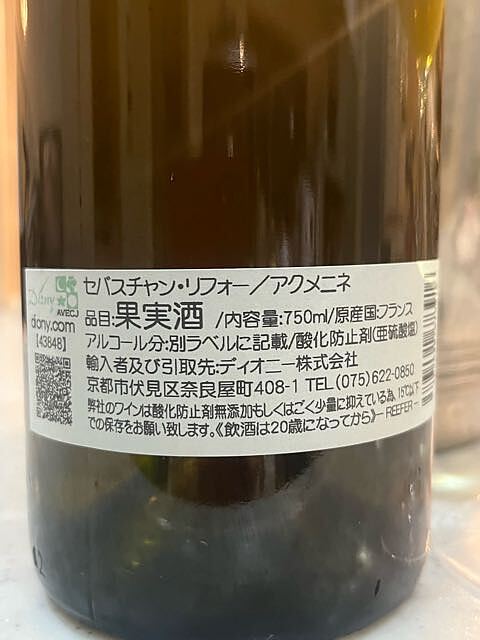 セバスチャン・リフォー/アクメニネ
Diony
AVEC J
品目:果実酒 /内容量:750ml/原産国:フランス
diony.com
アルコール分:別ラベルに記載/酸化防止剤(亜硫酸塩)
[43848]
輸入者及び引取先:ディオニー株式会社
京都市伏見区奈良屋町408-1 TEL(075)622-0850
弊社のワインは酸化防止剤無添加もしくはごく少量に抑えている為、15℃以下
での保存をお願い致します。《飲酒は20歳になってから》- REEFER -